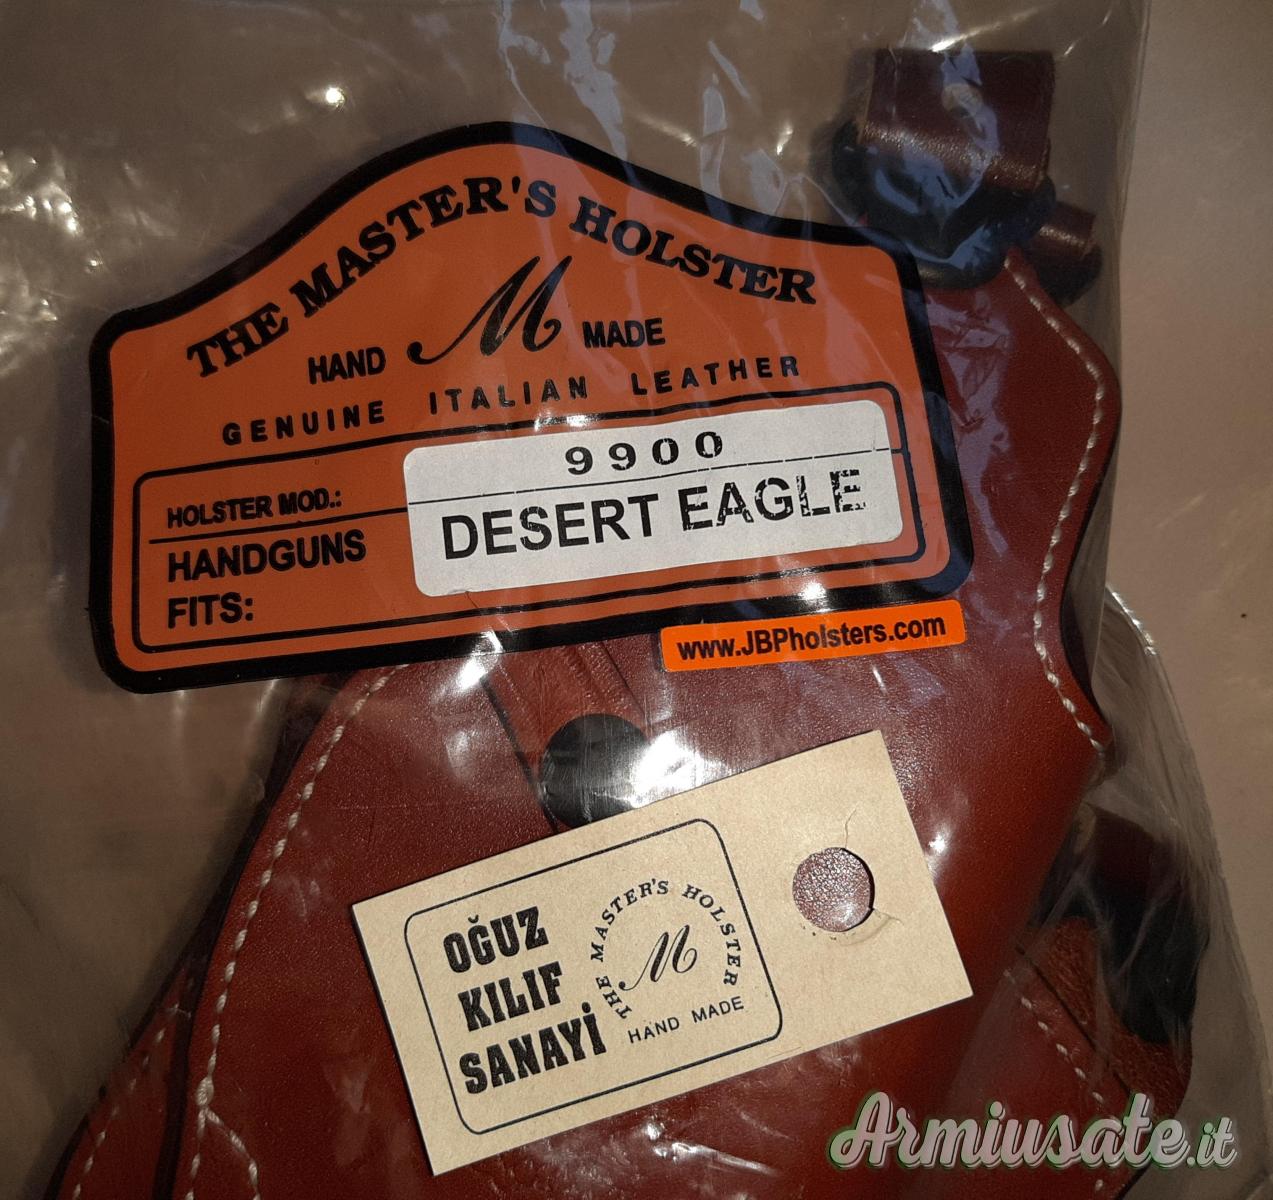 THE MASTER'S HOLSTER
HAND M MADE
GENUINE ITALIAN LEATHER
HOLSTER MOD.: 9900
HANDGUNS FITS: DESERT EAGLE
www.JBPholsters.com
OĞUZ
KILIF
SANAYİ
THE MASTER'S HOLSTER
M
HAND MADE
Armiusate.it